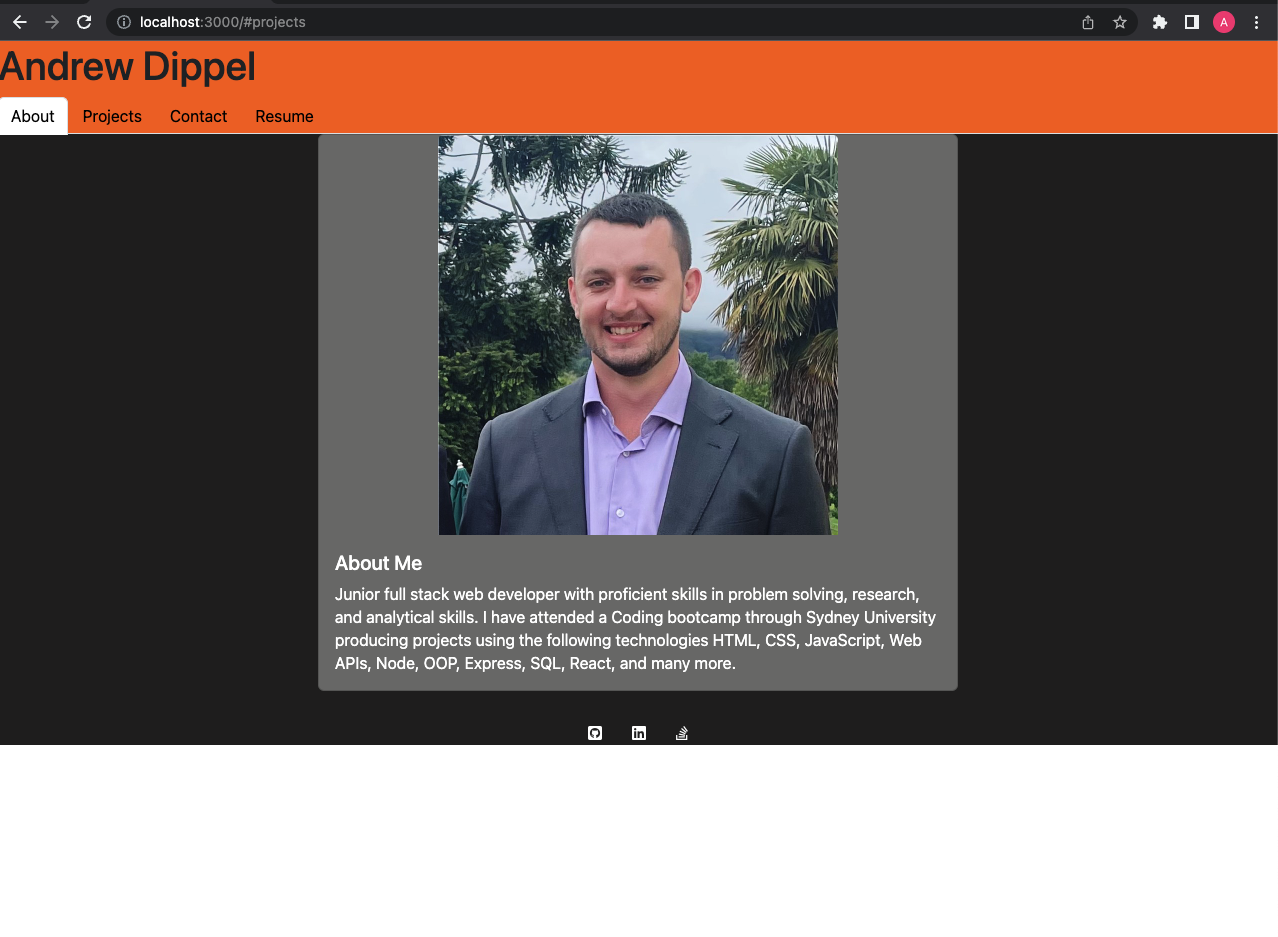 localhost:3000/#projects
A
Andrew Dippel
About Projects Contact Resume
About Me
Junior full stack web developer with proficient skills in problem solving, research,
and analytical skills. I have attended a Coding bootcamp through Sydney University
producing projects using the following technologies HTML, CSS, JavaScript, Web
APIs, Node, OOP, Express, SQL, React, and many more.
in